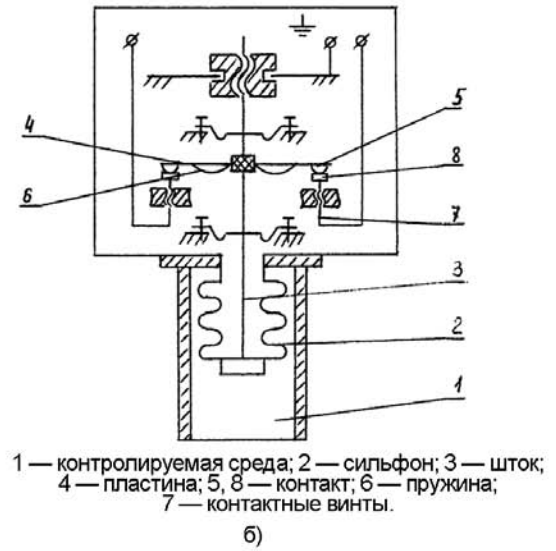 4
5
6
8
7
3
2
1
1 — контролируемая среда; 2 — сильфон; 3 — шток;
4 — пластина; 5, 8 — контакт; 6 — пружина;
7 — контактные винты.
б)